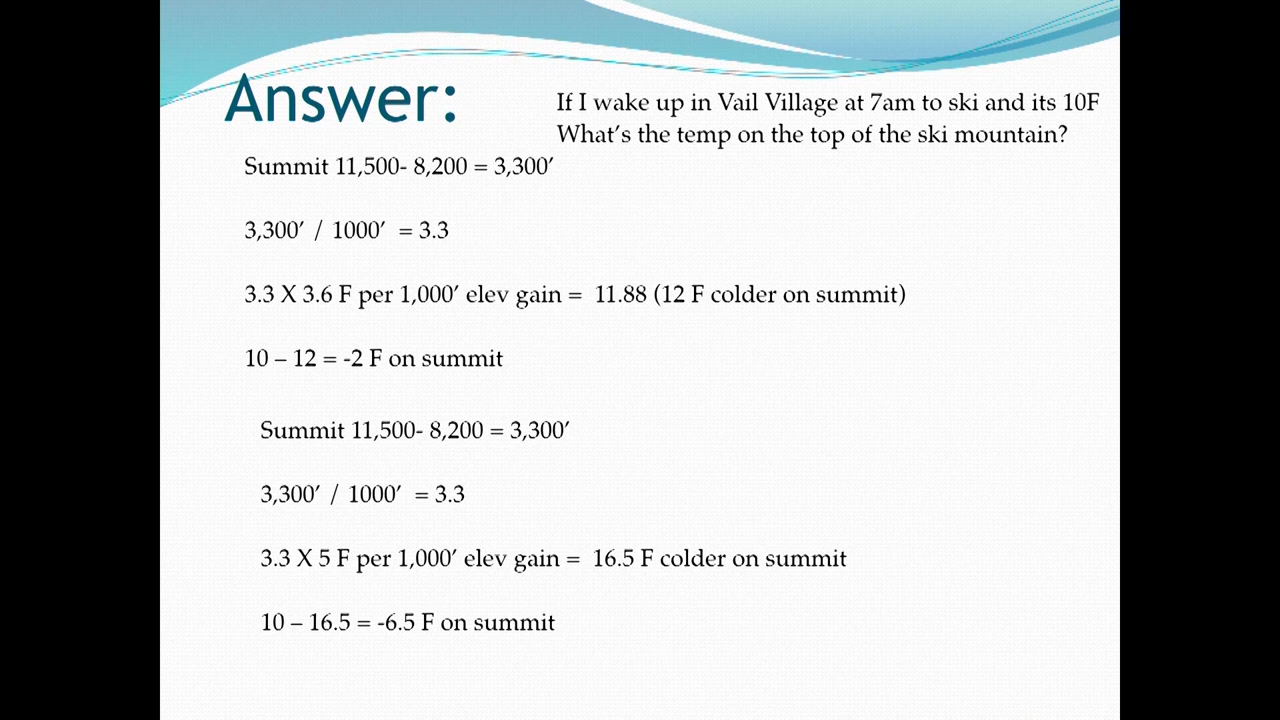 Answer:
If I wake up in Vail Village at 7am to ski and its 10F
What's the temp on the top of the ski mountain?
Summit 11,500- 8,200 = 3,300′
3,300′ / 1000′ = 3.3
3.3 X 3.6 F per 1,000′ elev gain = 11.88 (12 F colder on summit)
10 – 12 = -2 F on summit
Summit 11,500- 8,200 = 3,300′
3,300′ / 1000′ = 3.3
3.3 X 5 F per 1,000′ elev gain = 16.5 F colder on summit
10 – 16.5 = -6.5 F on summit